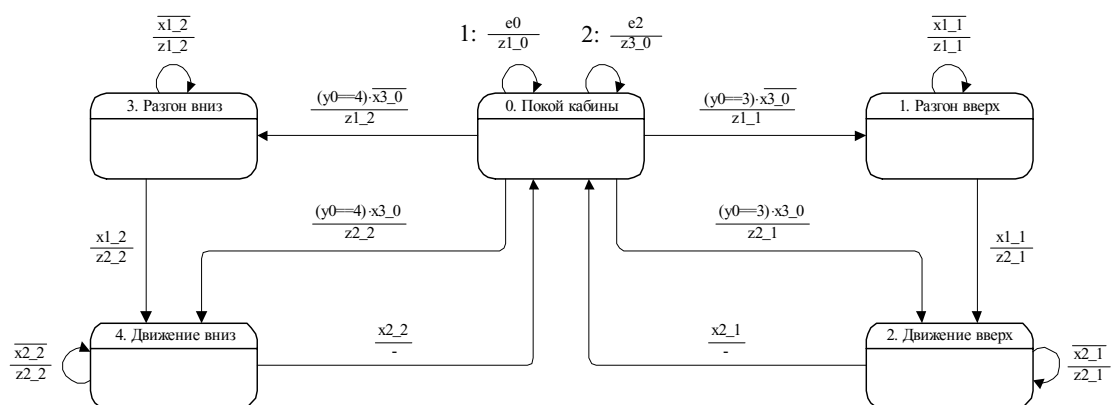 x1_2
z1_2
1: e0
z1_0
2: e2
z3_0
x1_1
z1_1
3. Разгон вниз
(y0==4)·x3_0
z1_2
0. Покой кабины
(y0==3)·x3_0
z1_1
1. Разгон вверх
x1_2
z2_2
(y0==4)·x3_0
z2_2
(y0==3)·x3_0
z2_1
x1_1
z2_1
4. Движение вниз
x2_2
-
x2_1
-
2. Движение вверх
x2_2
z2_2
x2_1
z2_1